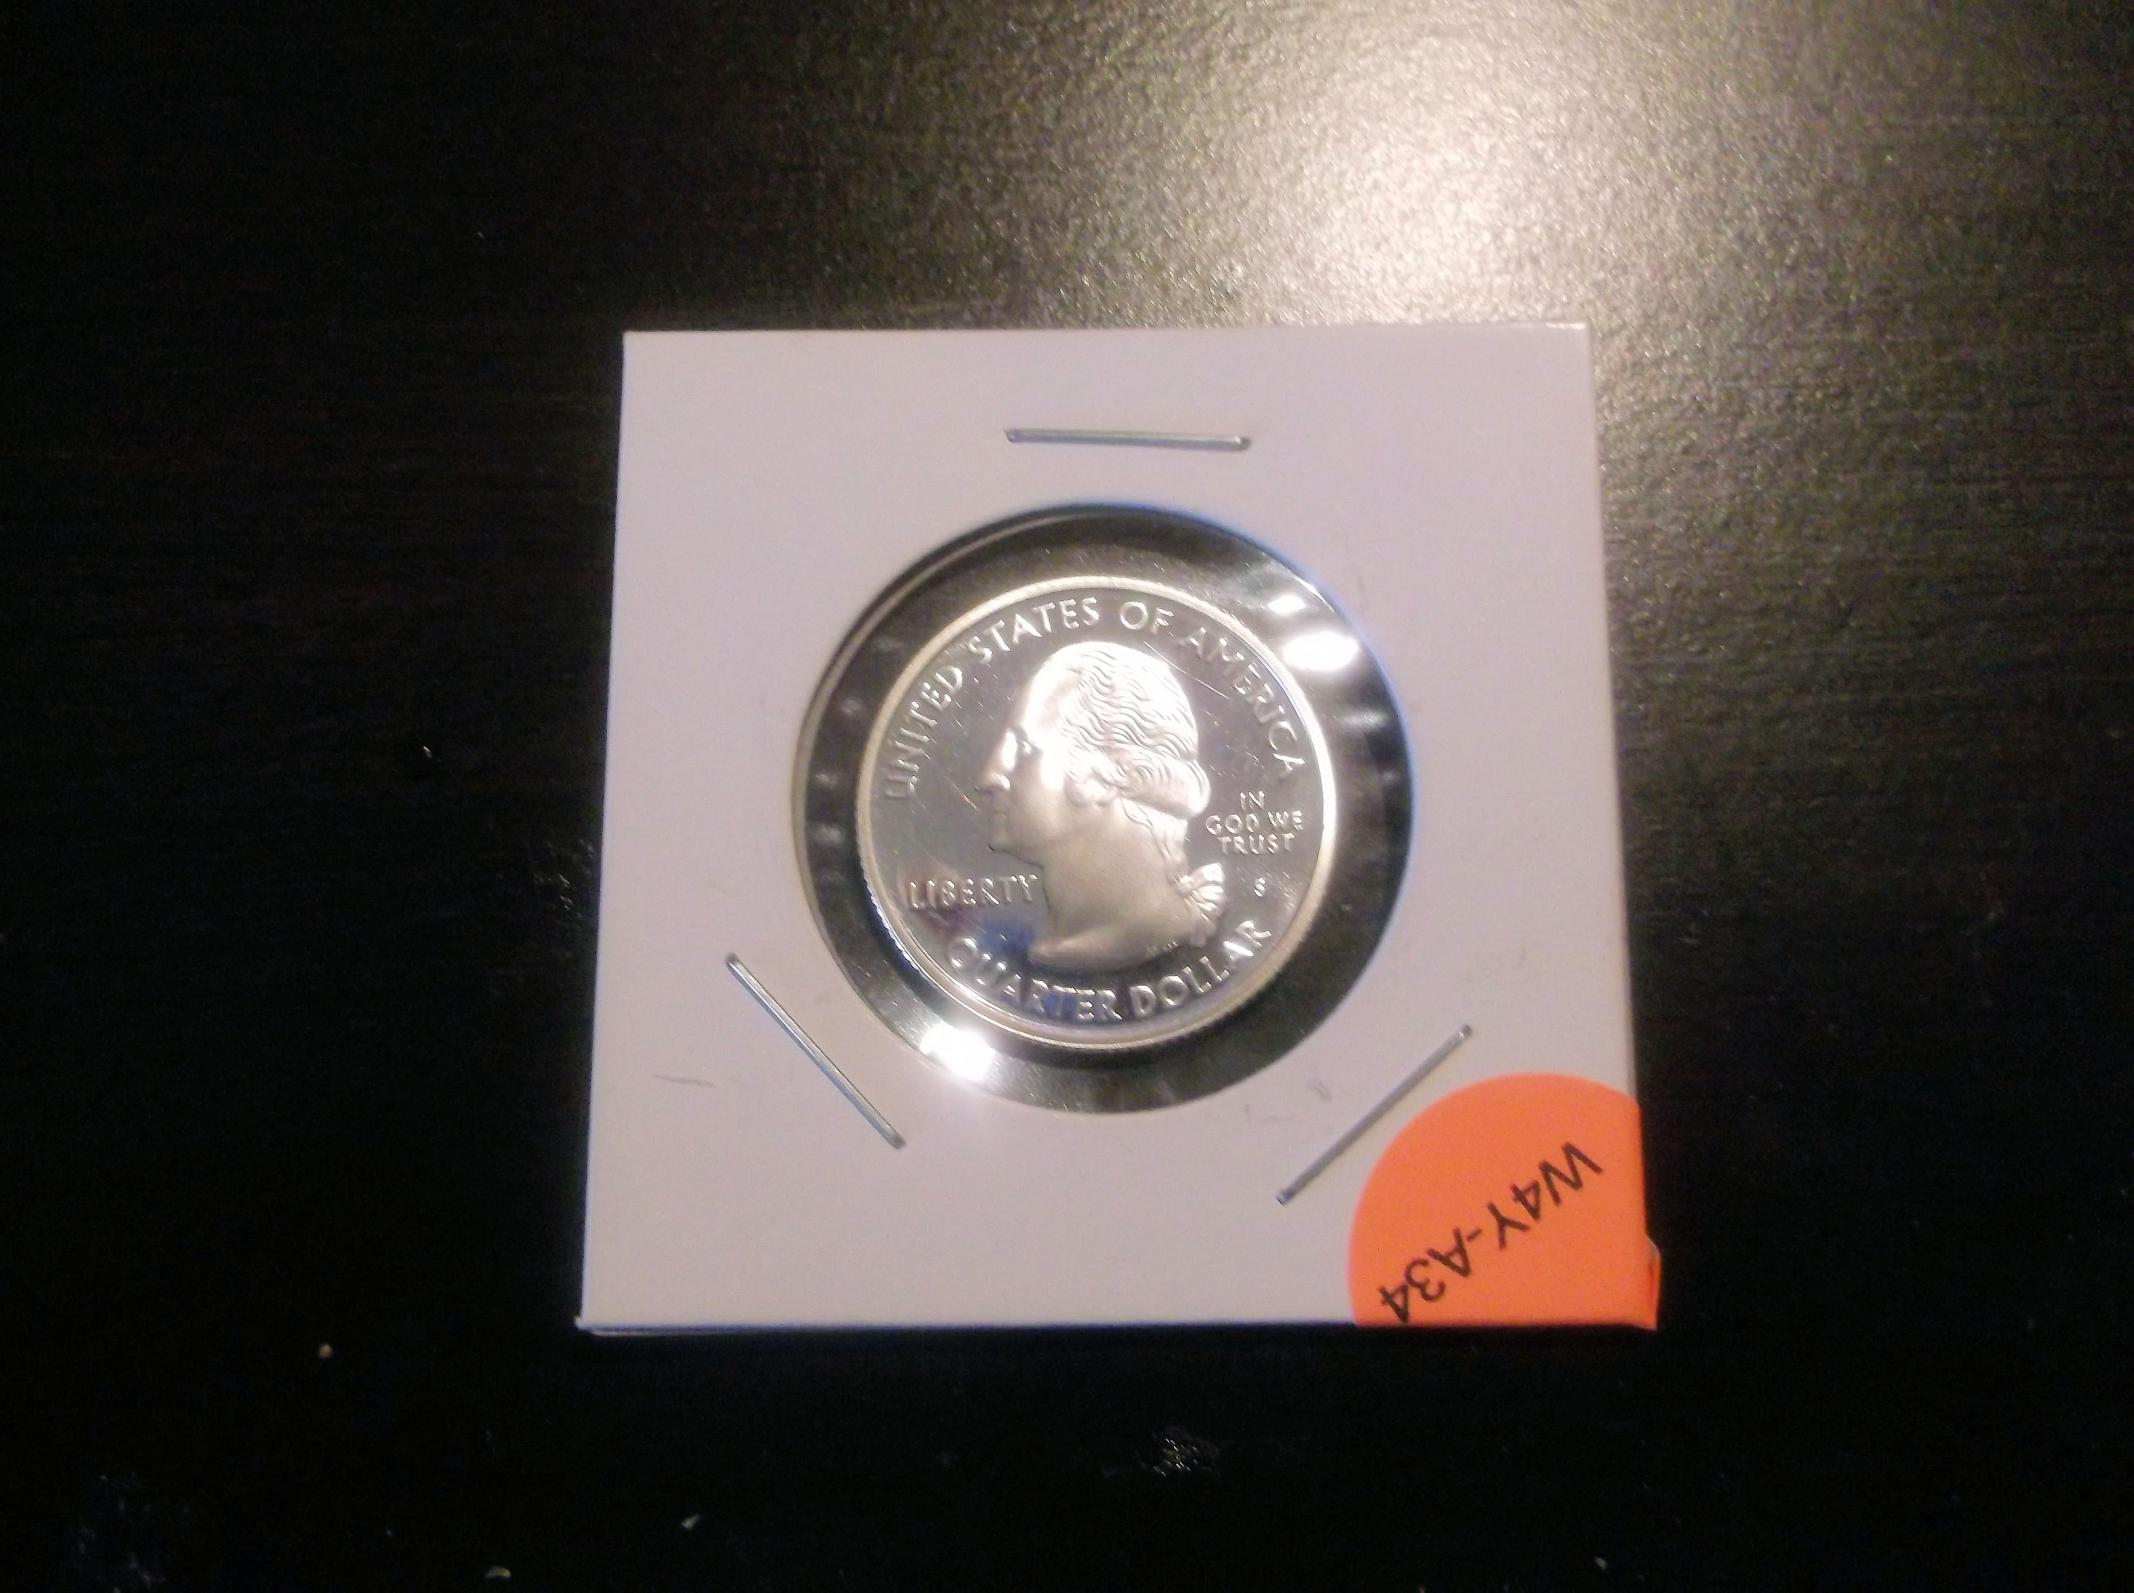 UNITED STATES OF AMERICA
IN
GOD WE
TRUST
LIBERTY
S
QUARTER DOLLAR
W4Y-A34